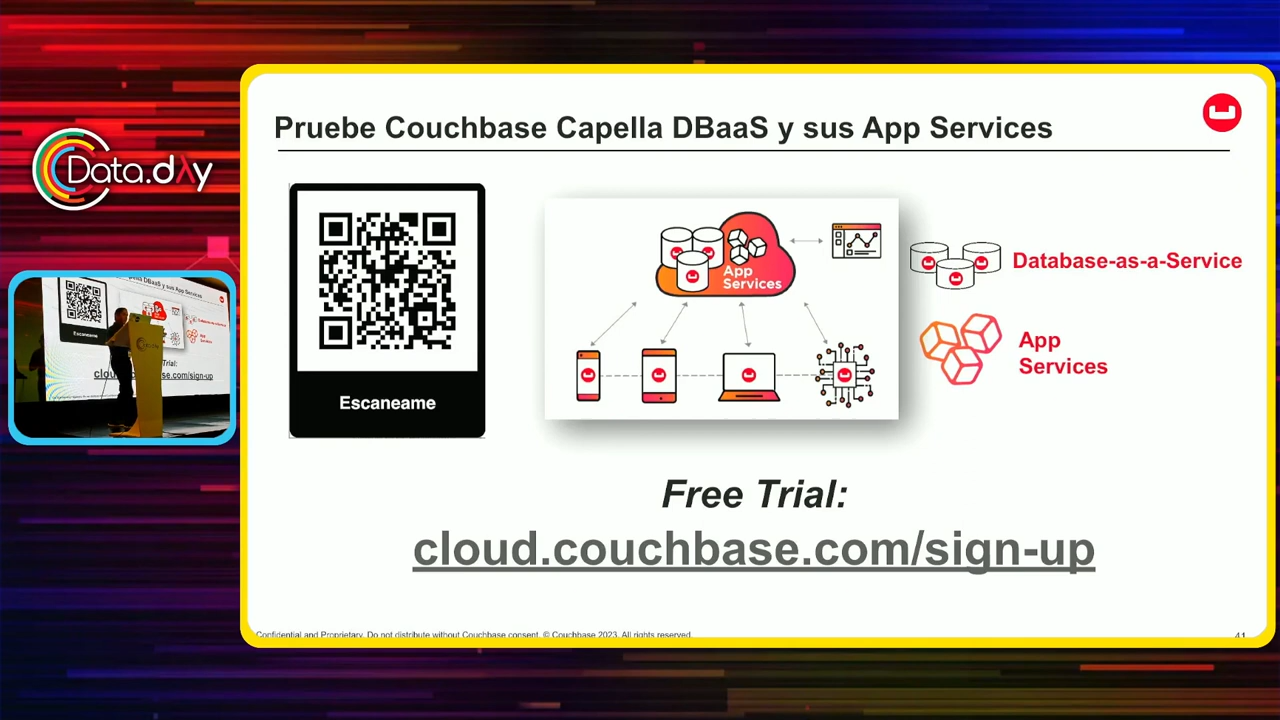 Pruebe Couchbase Capella DBaaS y sus App Services
Data.dAy
App
Services
Database-as-a-Service
App
Services
Escaneame
Free Trial:
cloud.couchbase.com/sign-up
Confidential and Proprietary. Do not distribute without Couchbase consent. © Couchbase 2023. All rights reserved.
41